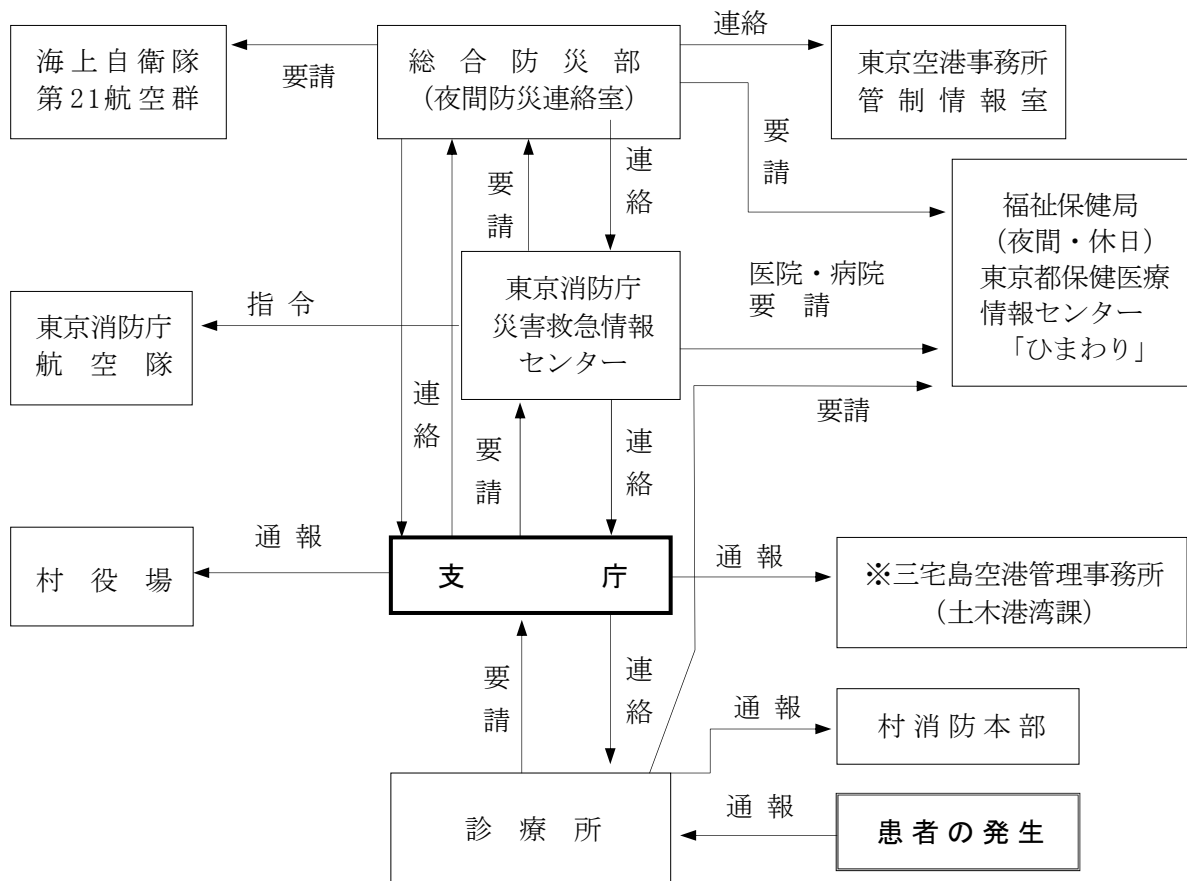 連絡
海上自衛隊
第21航空群
要請
総合防災部
(夜間防災連絡室)
東京空港事務所
管制情報室
要請
連絡
要請
福祉保健局
(夜間・休日)
東京都保健医療
情報センター
「ひまわり」
医院・病院
要請
東京消防庁
災害救急情報
センター
指令
東京消防庁
航空隊
要請
連絡
要請
連絡
通報
村役場
支庁
通報
※三宅島空港管理事務所
(土木港湾課)
要請
連絡
通報
村消防本部
診療所
通報
患者の発生